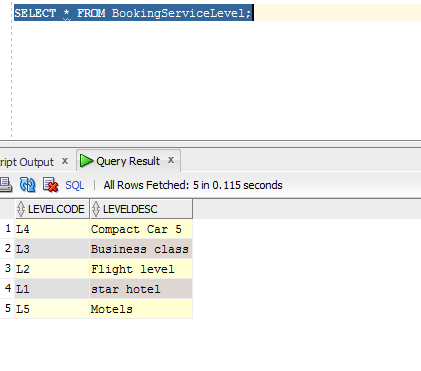 SELECT * FROM BookingServiceLevel;
ript Output x Query Result x
SQL | All Rows Fetched: 5 in 0.115 seconds
LEVELCODE LEVELDESC
1 L4 Compact Car 5
2 L3 Business class
3 L2 Flight level
4 L1 star hotel
5 L5 Motels